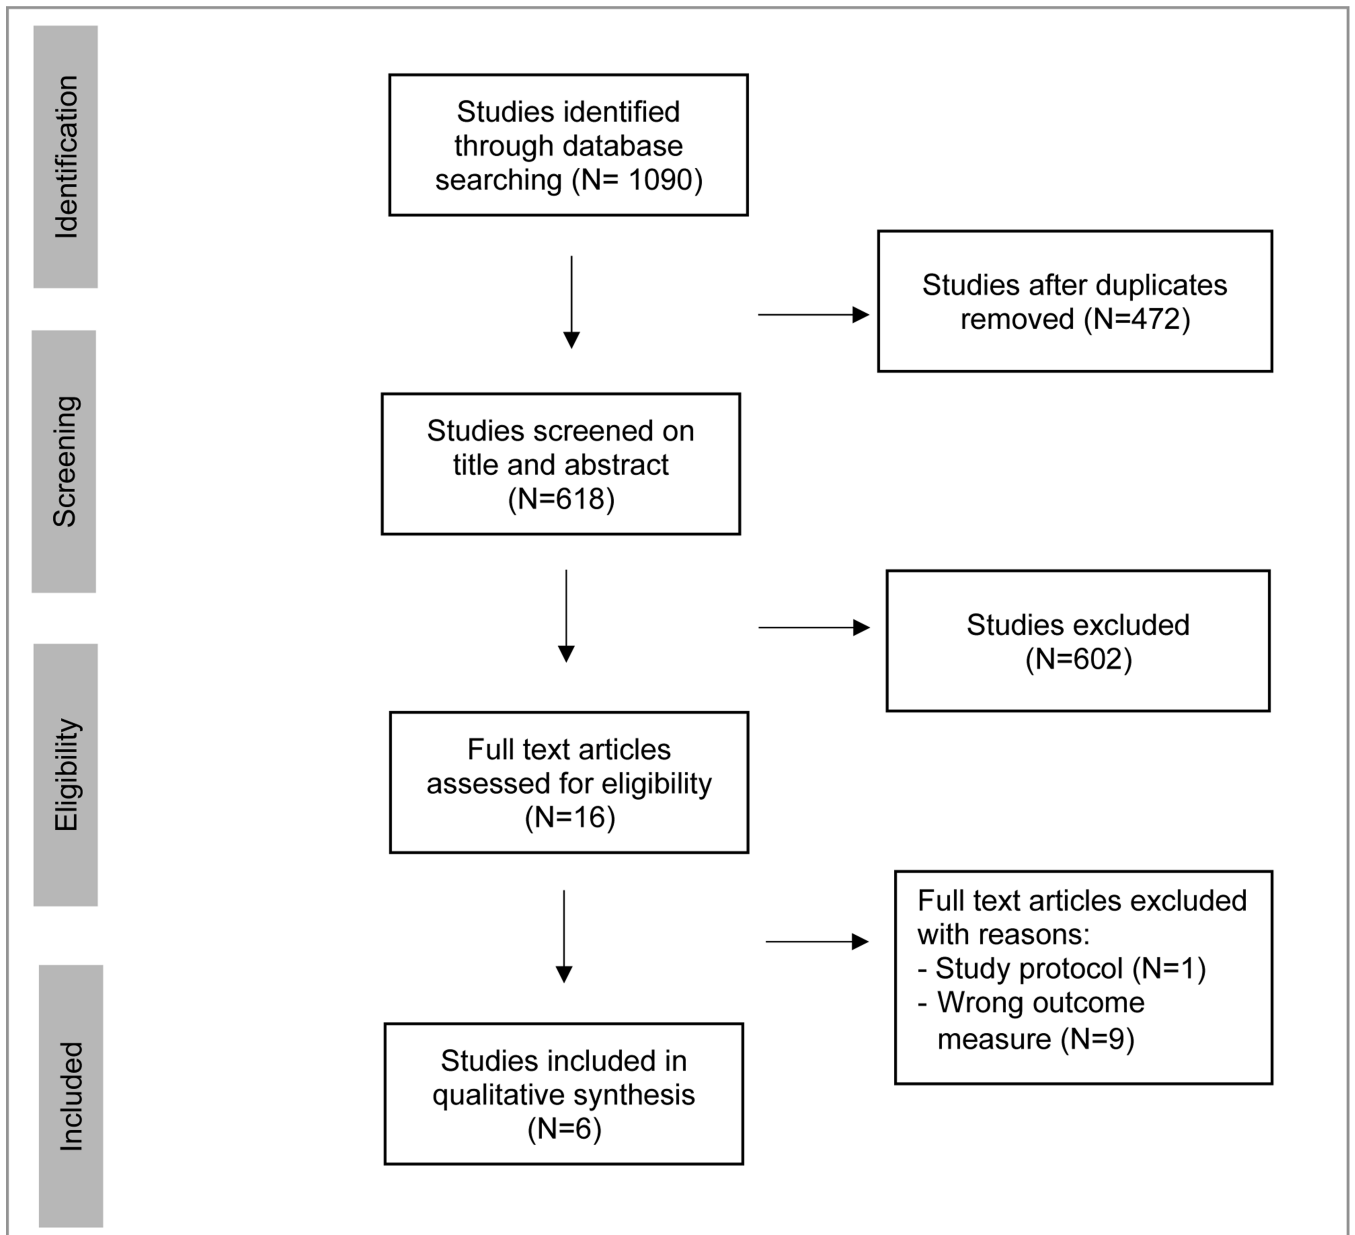 Identification
Studies identified
through database
searching (N= 1090)
Studies after duplicates
removed (N=472)
Screening
Studies screened on
title and abstract
(N=618)
Studies excluded
(N=602)
Eligibility
Full text articles
assessed for eligibility
(N=16)
Full text articles excluded
with reasons:
- Study protocol (N=1)
- Wrong outcome
measure (N=9)
Included
Studies included in
qualitative synthesis
(N=6)